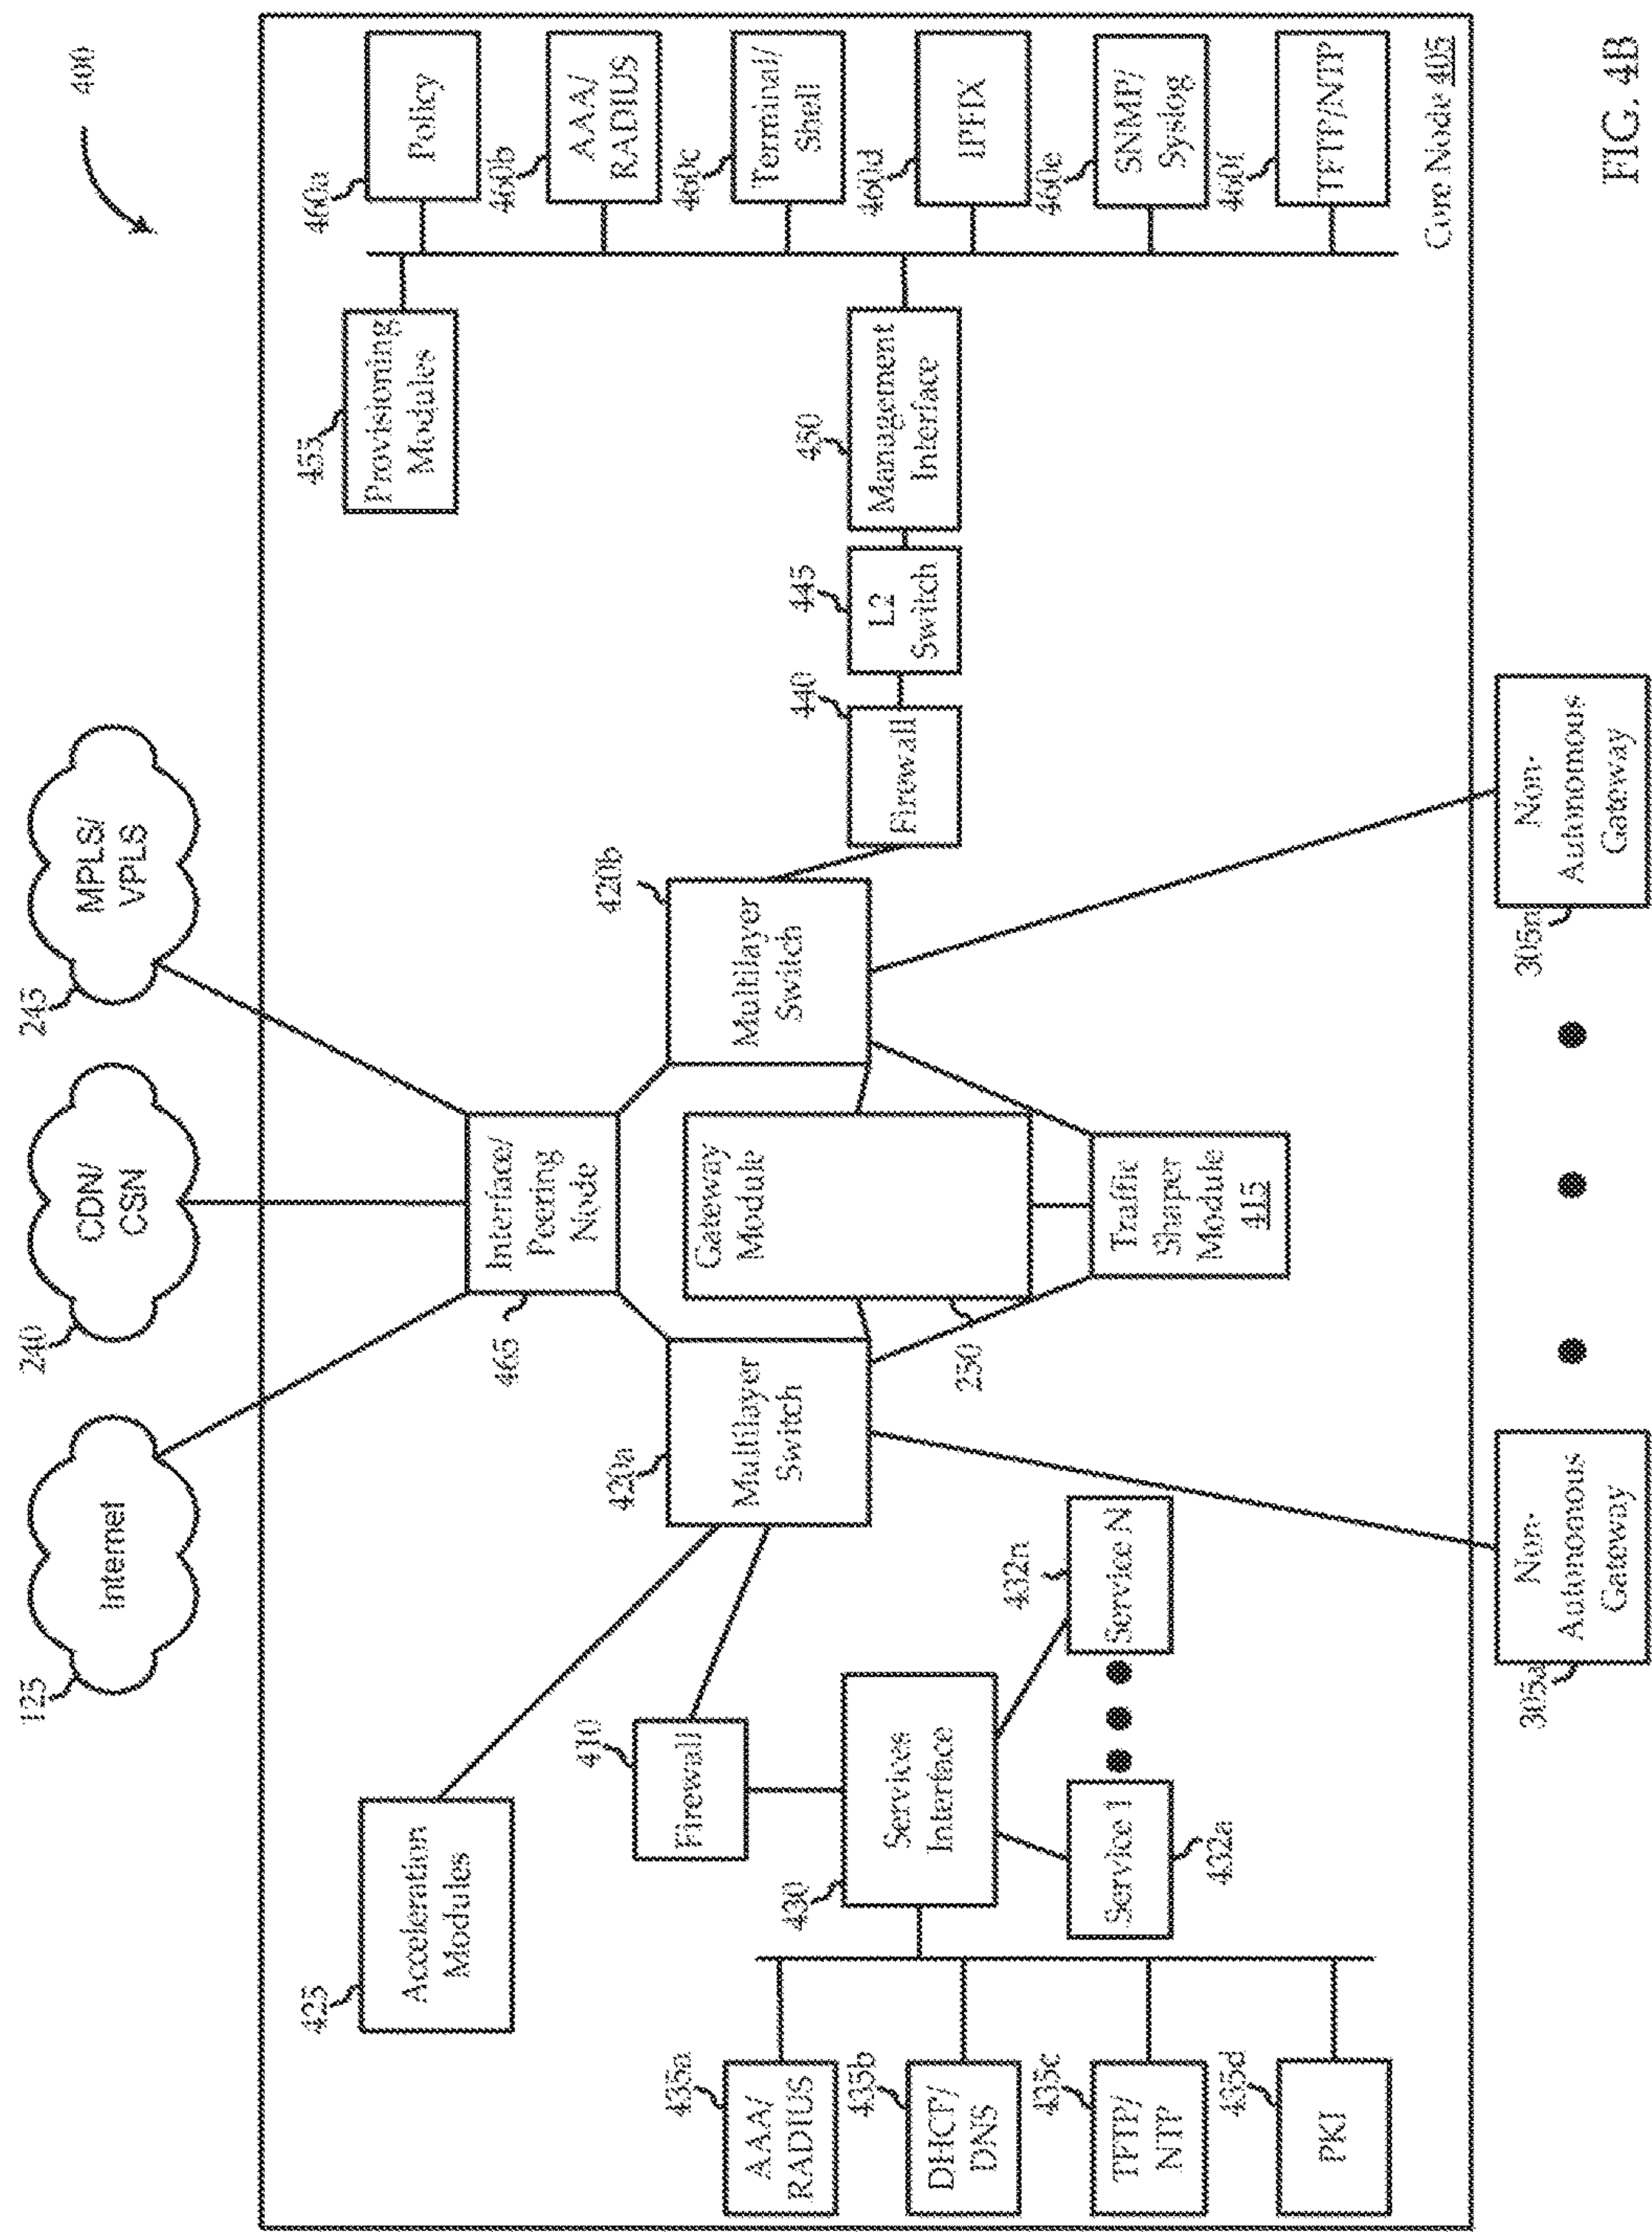 400
125
Internet
240
CDN/
CSN
245
MPLS/
VPLS
425
Acceleration
Modules
465
Interface/
Peering
Node
455
Provisioning
Modules
460a
Policy
460b
AAA/
RADIUS
460c
Terminal/
Shell
460d
IPFIX
460e
SNMP/
Syslog
460f
TFTP/NTP
410
Firewall
420a
Multilayer
Switch
Gateway
Module
250
420b
Multilayer
Switch
440
Firewall
445
L2
Switch
450
Management
Interface
435a
AAA/
RADIUS
435b
DHCP/
DNS
435c
TFTP/
NTP
435d
PKI
430
Services
Interface
Service 1
432a
432n
Service N
Traffic
Shaper
Module
415
Core Node 405
305a
Non-
Autonomous
Gateway
305n
Non-
Autonomous
Gateway
FIG. 4B